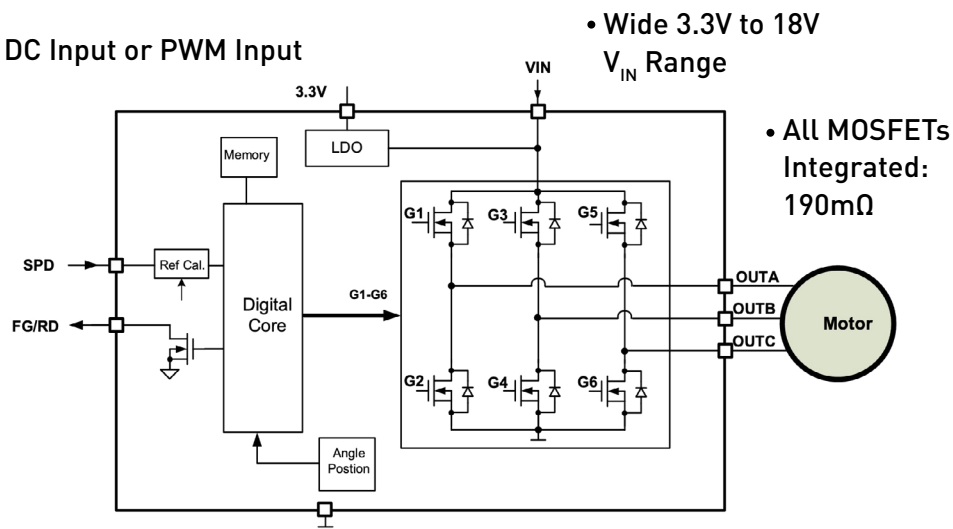 • Wide 3.3V to 18V
VIN Range
DC Input or PWM Input
VIN
3.3V
• All MOSFETs
Integrated:
190mΩ
LDO
Memory
G1
G3
G5
SPD
Ref Cal.
OUTA
G1-G6
Digital
Core
OUTB
Motor
FG/RD
OUTC
G2
G4
G6
Angle
Postion